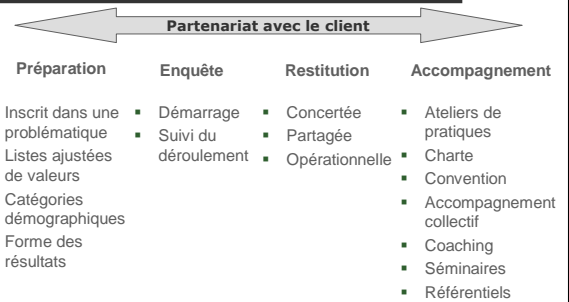 Partenariat avec le client
Préparation
Inscrit dans une
problématique
Listes ajustées
de valeurs
Catégories
démographiques
Forme des
résultats
Enquête
Démarrage
Suivi du
déroulement
Restitution
Concertée
Partagée
Opérationnelle
Accompagnement
Ateliers de
pratiques
Charte
Convention
Accompagnement
collectif
Coaching
Séminaires
Référentiels